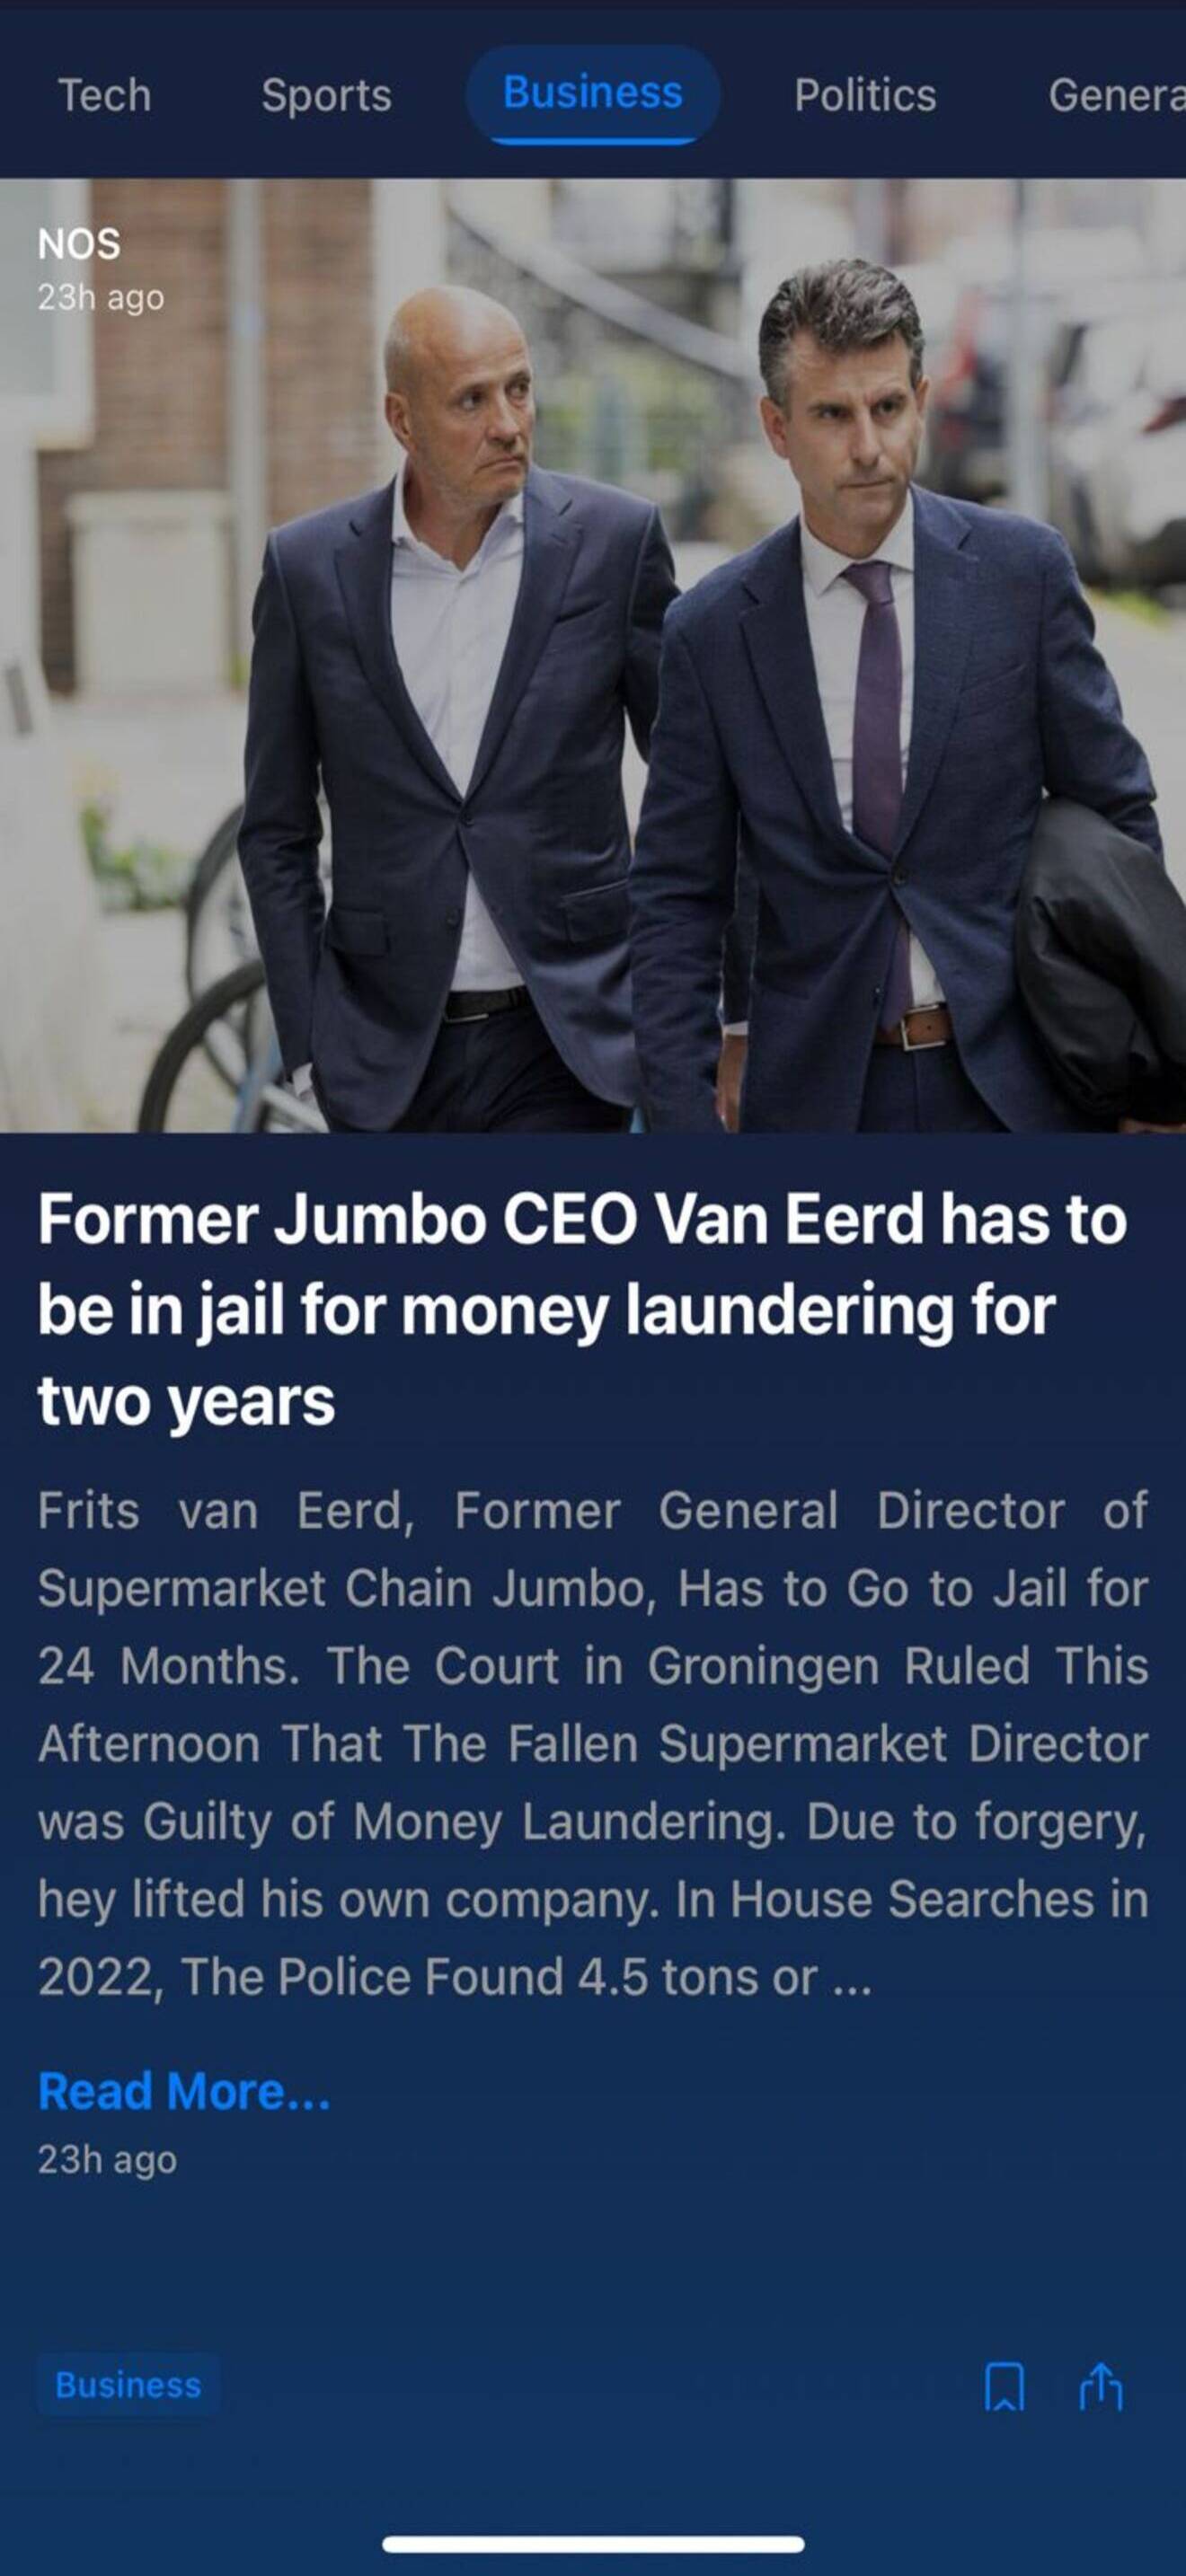 Tech Sports Business Politics Genera
NOS
23h ago
Former Jumbo CEO Van Eerd has to
be in jail for money laundering for
two years
Frits van Eerd, Former General Director of
Supermarket Chain Jumbo, Has to Go to Jail for
24 Months. The Court in Groningen Ruled This
Afternoon That The Fallen Supermarket Director
was Guilty of Money Laundering. Due to forgery,
hey lifted his own company. In House Searches in
2022, The Police Found 4.5 tons or ...
Read More...
23h ago
Business